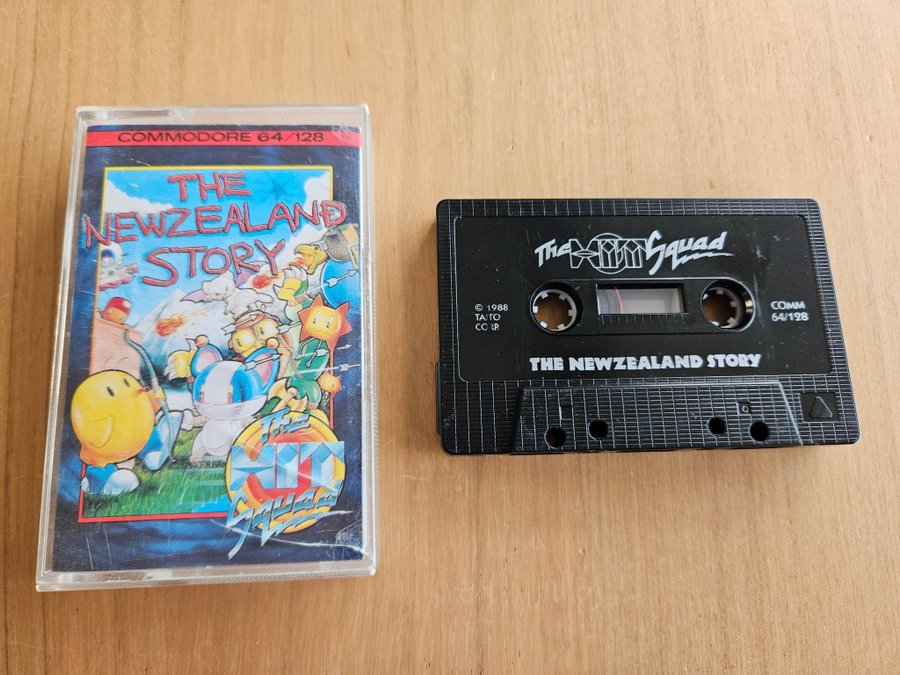 COMMODORE 64/128
THE
NEWZEALAND
STORY
THE
HIT
Squad
The HIT Squad
© 1988
TAITO
CORP.
COMM
64/128
THE NEWZEALAND STORY